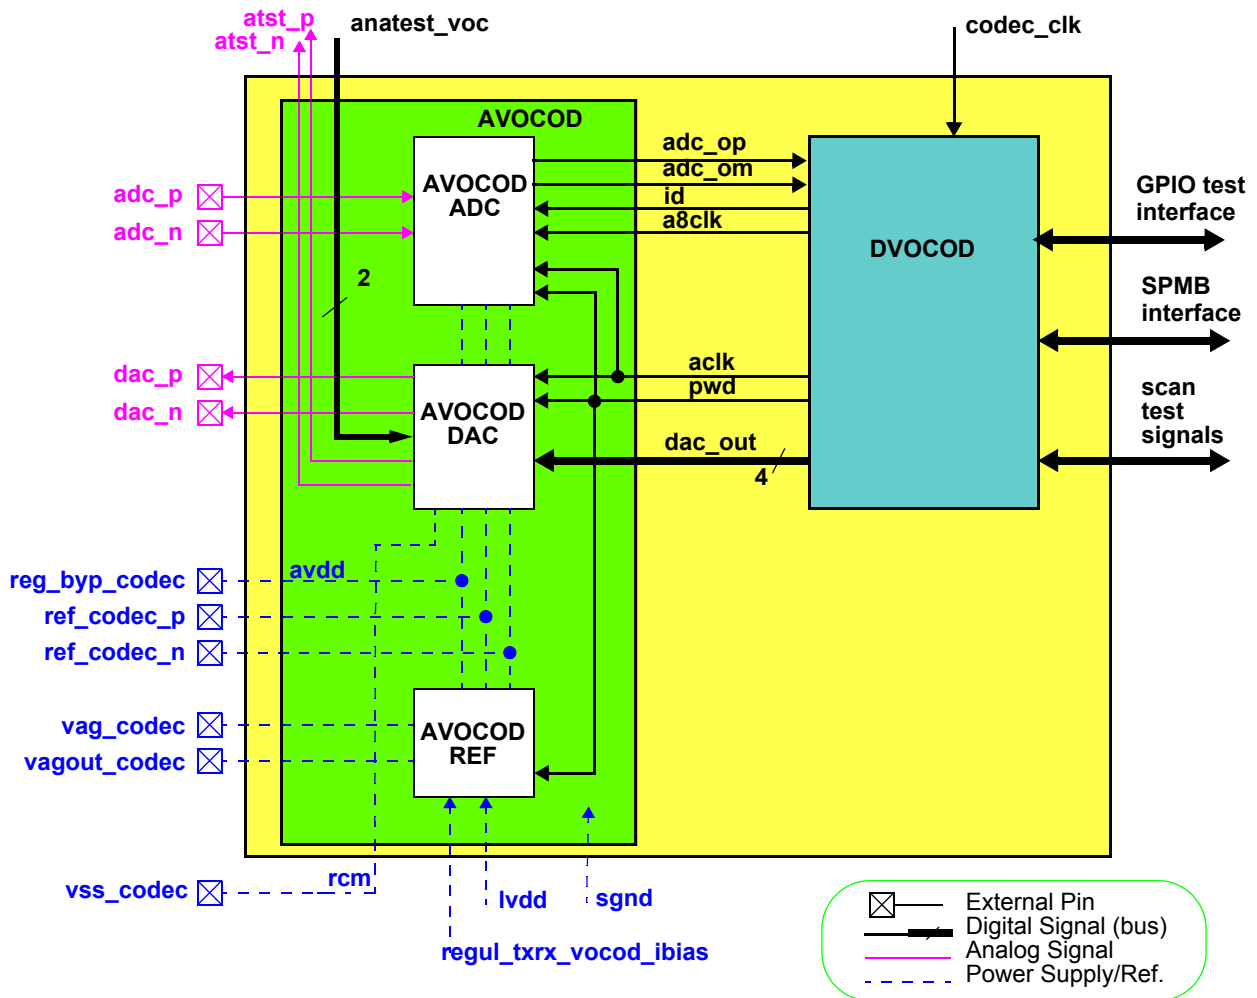 atst_p
atst_n
anatest_voc
codec_clk
AVOCOD
AVOCOD
ADC
adc_op
adc_om
id
a8clk
adc_p
adc_n
2
DVOCOD
GPIO test
interface
SPMB
interface
scan
test
signals
dac_p
dac_n
AVOCOD
DAC
aclk
pwd
dac_out
4
reg_byp_codec
avdd
ref_codec_p
ref_codec_n
vag_codec
vagout_codec
AVOCOD
REF
vss_codec
rcm
lvdd
sgnd
regul_txrx_vocod_ibias
External Pin
Digital Signal (bus)
Analog Signal
Power Supply/Ref.